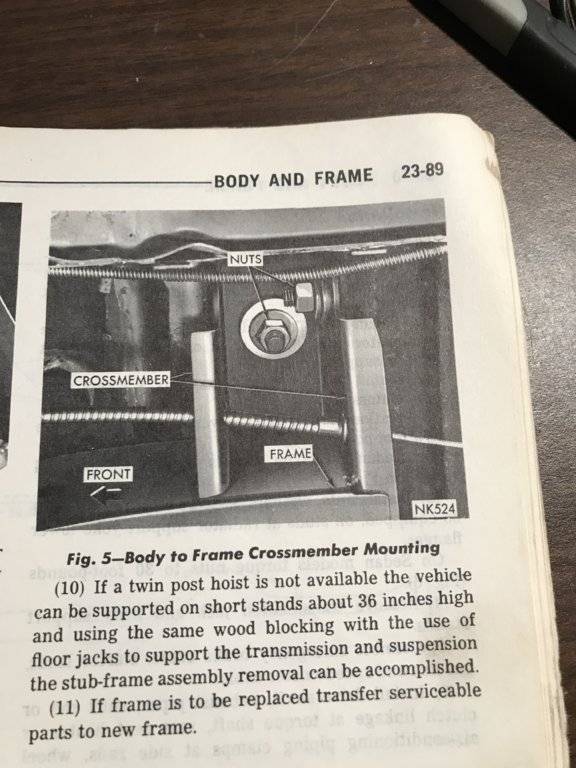 BODY AND FRAME 23-89
NUTS
CROSSMEMBER
FRAME
FRONT
NK524
Fig. 5—Body to Frame Crossmember Mounting
(10) If a twin post hoist is not available the vehicle
can be supported on short stands about 36 inches high
and using the same wood blocking with the use of
floor jacks to support the transmission and suspension
the stub-frame assembly removal can be accomplished.
(11) If frame is to be replaced transfer serviceable
parts to new frame.